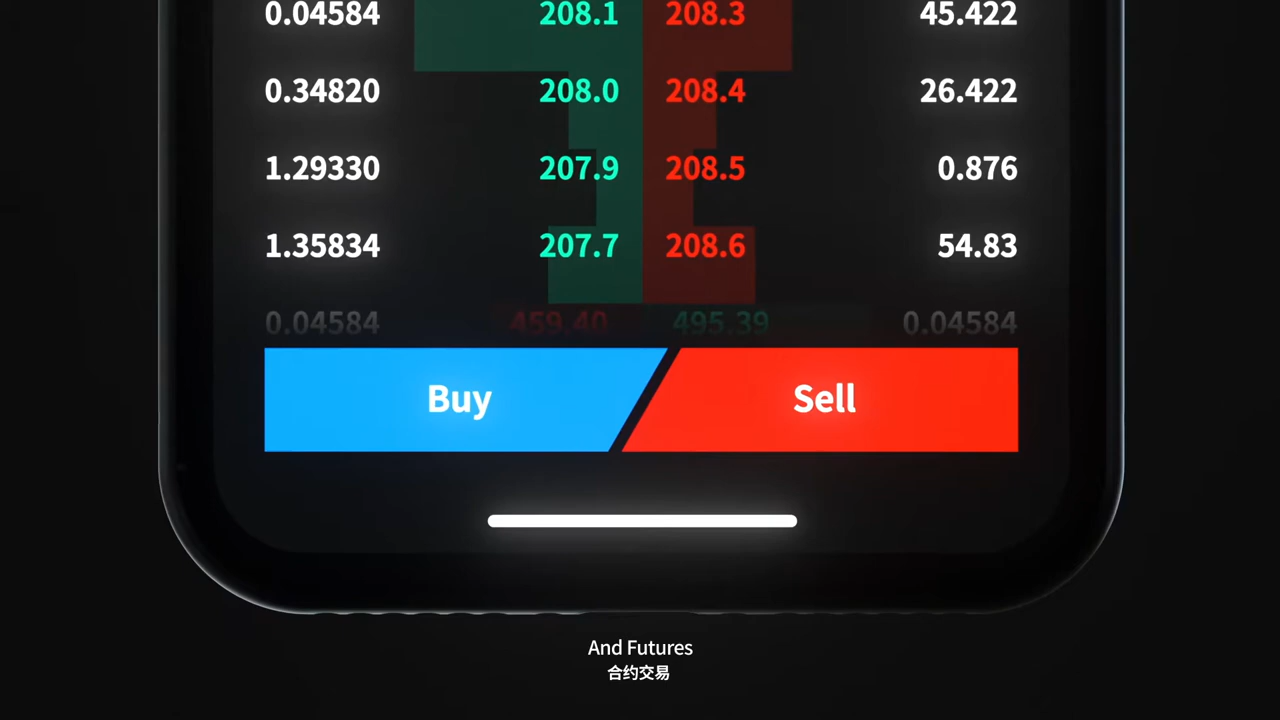 0.04584 208.1 208.3 45.422
0.34820 208.0 208.4 26.422
1.29330 207.9 208.5 0.876
1.35834 207.7 208.6 54.83
0.04584 459.40 495.39 0.04584
Buy Sell
And Futures
合约交易